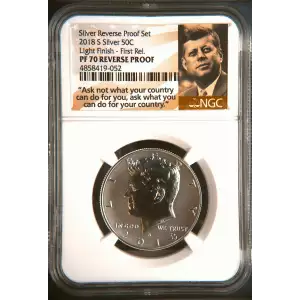 Silver Reverse Proof Set
2018 S Silver 50C
Light Finish - First Rel.
PF 70 REVERSE PROOF
4858419-052
"Ask not what your country
can do for you, ask what you
can do for your country."
NGC
IN GOD WE TRUST
2018